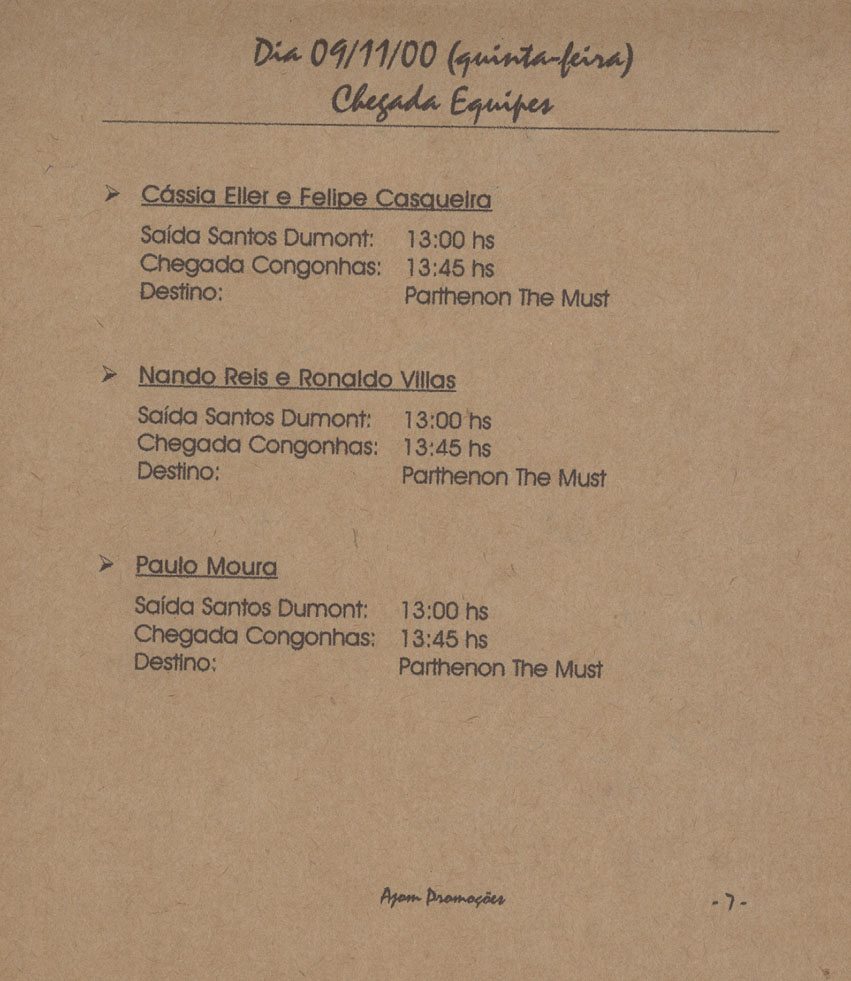 Dia 09/11/00 (quinta-feira)
Chegada Equipes
➢ Cássia Eller e Felipe Casqueira
Saída Santos Dumont: 13:00 hs
Chegada Congonhas: 13:45 hs
Destino: Parthenon The Must
➢ Nando Reis e Ronaldo Villas
Saída Santos Dumont: 13:00 hs
Chegada Congonhas: 13:45 hs
Destino: Parthenon The Must
➢ Paulo Moura
Saída Santos Dumont: 13:00 hs
Chegada Congonhas: 13:45 hs
Destino: Parthenon The Must
Promoções
- 7 -